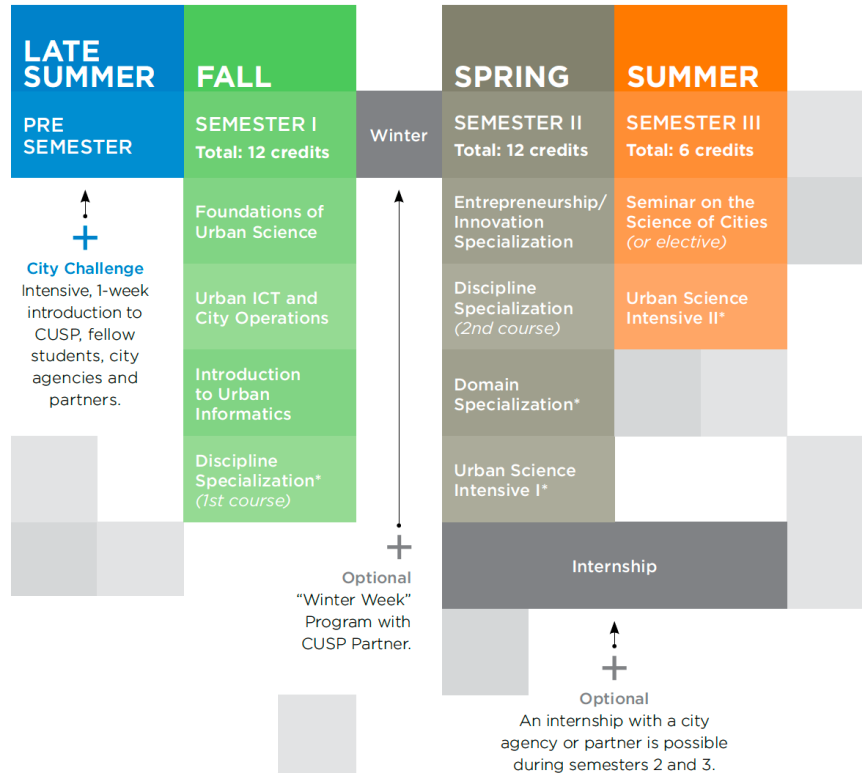 LATE
SUMMER
PRE
SEMESTER
City Challenge
Intensive, 1-week
introduction to
CUSP, fellow
students, city
agencies and
partners.
FALL
SEMESTER I
Total: 12 credits
Foundations of
Urban Science
Urban ICT and
City Operations
Introduction
to Urban
Informatics
Discipline
Specialization*
(1st course)
Winter
Optional
“Winter Week”
Program with
CUSP Partner.
SPRING
SEMESTER II
Total: 12 credits
Entrepreneurship/
Innovation
Specialization
Discipline
Specialization
(2nd course)
Domain
Specialization*
Urban Science
Intensive I*
SUMMER
SEMESTER III
Total: 6 credits
Seminar on the
Science of Cities
(or elective)
Urban Science
Intensive II*
Internship
Optional
An internship with a city
agency or partner is possible
during semesters 2 and 3.